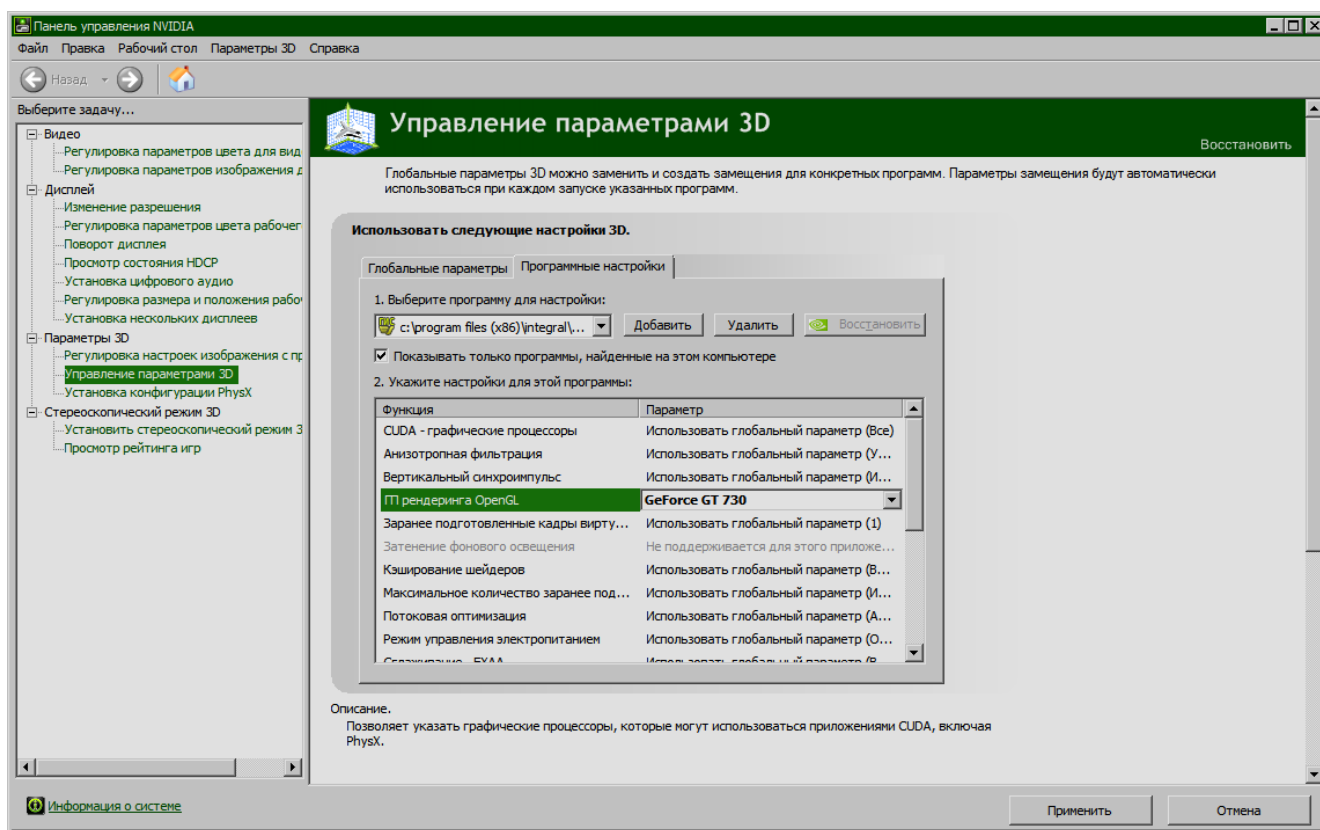 Панель управления NVIDIA
Файл Правка Рабочий стол Параметры 3D Справка
Назад
Выберите задачу...
Видео
Регулировка параметров цвета для вид
Регулировка параметров изображения д
Дисплей
Изменение разрешения
Регулировка параметров цвета рабочег
Поворот дисплея
Просмотр состояния HDCP
Установка цифрового аудио
Регулировка размера и положения рабоч
Установка нескольких дисплеев
Параметры 3D
Регулировка настроек изображения с пр
Управление параметрами 3D
Установка конфигурации PhysX
Стереоскопический режим 3D
Установить стереоскопический режим 3
Просмотр рейтинга игр
Информация о системе
Управление параметрами 3D
Восстановить
Глобальные параметры 3D можно заменить и создать замещения для конкретных программ. Параметры замещения будут автоматически
использоваться при каждом запуске указанных программ.
Использовать следующие настройки 3D.
Глобальные параметры Программные настройки
1. Выберите программу для настройки:
c:\program files (x86)\integral\... Добавить Удалить Восстановить
Показывать только программы, найденные на этом компьютере
2. Укажите настройки для этой программы:
Функция Параметр
CUDA - графические процессоры Использовать глобальный параметр (Все)
Анизотропная фильтрация Использовать глобальный параметр (У...
Вертикальный синхроимпульс Использовать глобальный параметр (И...
ГП рендеринга OpenGL GeForce GT 730
Заранее подготовленные кадры вирту... Использовать глобальный параметр (1)
Затенение фонового освещения Не поддерживается для этого приложе...
Кэширование шейдеров Использовать глобальный параметр (В...
Максимальное количество заранее под... Использовать глобальный параметр (И...
Потоковая оптимизация Использовать глобальный параметр (А...
Режим управления электропитанием Использовать глобальный параметр (О...
Сглаживание - FXAA Использовать глобальный параметр (В
Описание.
Позволяет указать графические процессоры, которые могут использоваться приложениями CUDA, включая
PhysX.
Применить Отмена